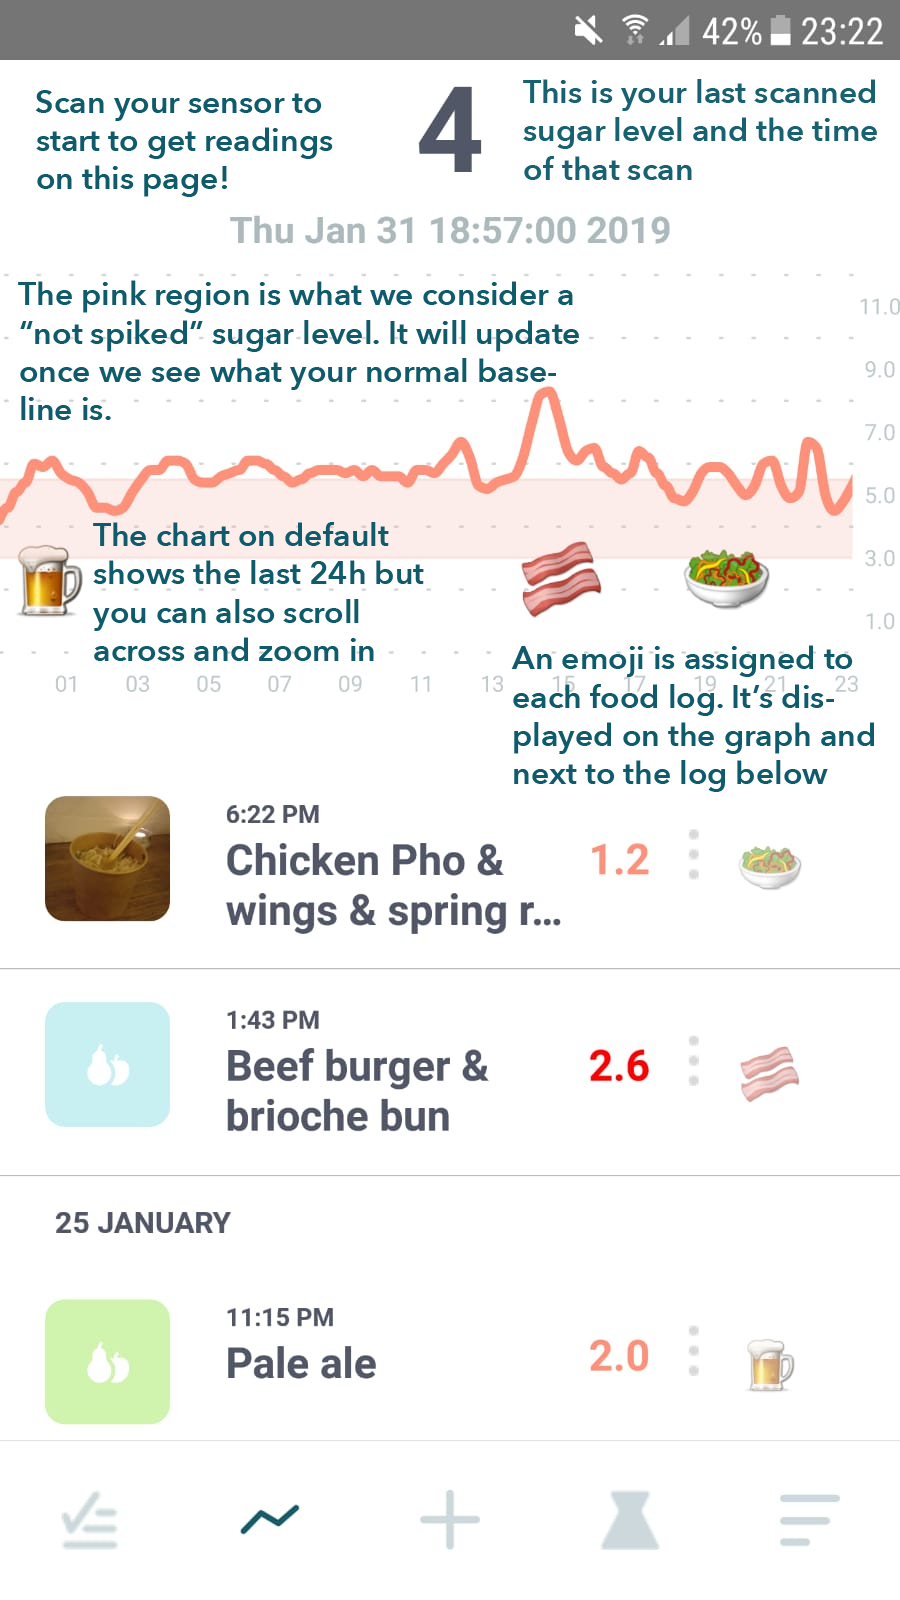 42% 23:22
Scan your sensor to
start to get readings
on this page!
4
This is your last scanned
sugar level and the time
of that scan
Thu Jan 31 18:57:00 2019
The pink region is what we consider a
“not spiked” sugar level. It will update
once we see what your normal base-
line is.
11.0
9.0
7.0
5.0
3.0
1.0
The chart on default
shows the last 24h but
you can also scroll
across and zoom in
01 03 05 07 09 11 13 15 17 19 21 23
An emoji is assigned to
each food log. It’s dis-
played on the graph and
next to the log below
6:22 PM
Chicken Pho &
wings & spring r...
1.2
1:43 PM
Beef burger &
brioche bun
2.6
25 JANUARY
11:15 PM
Pale ale
2.0